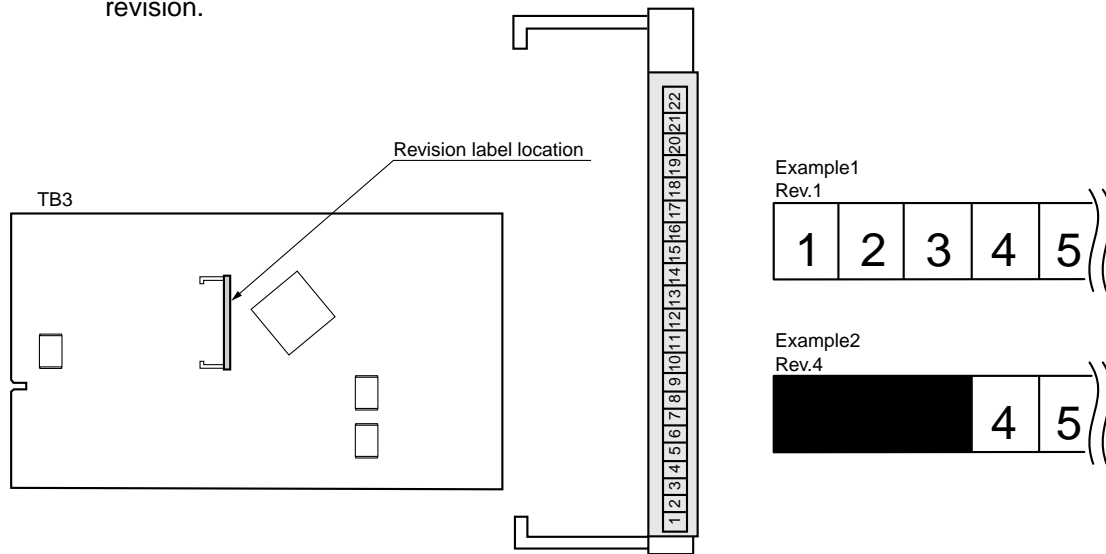 revision.
Revision label location
TB3
1 2 3 4 5 6 7 8 9 10 11 12 13 14 15 16 17 18 19 20 21 22
Example1
Rev.1
1 2 3 4 5
Example2
Rev.4
4 5